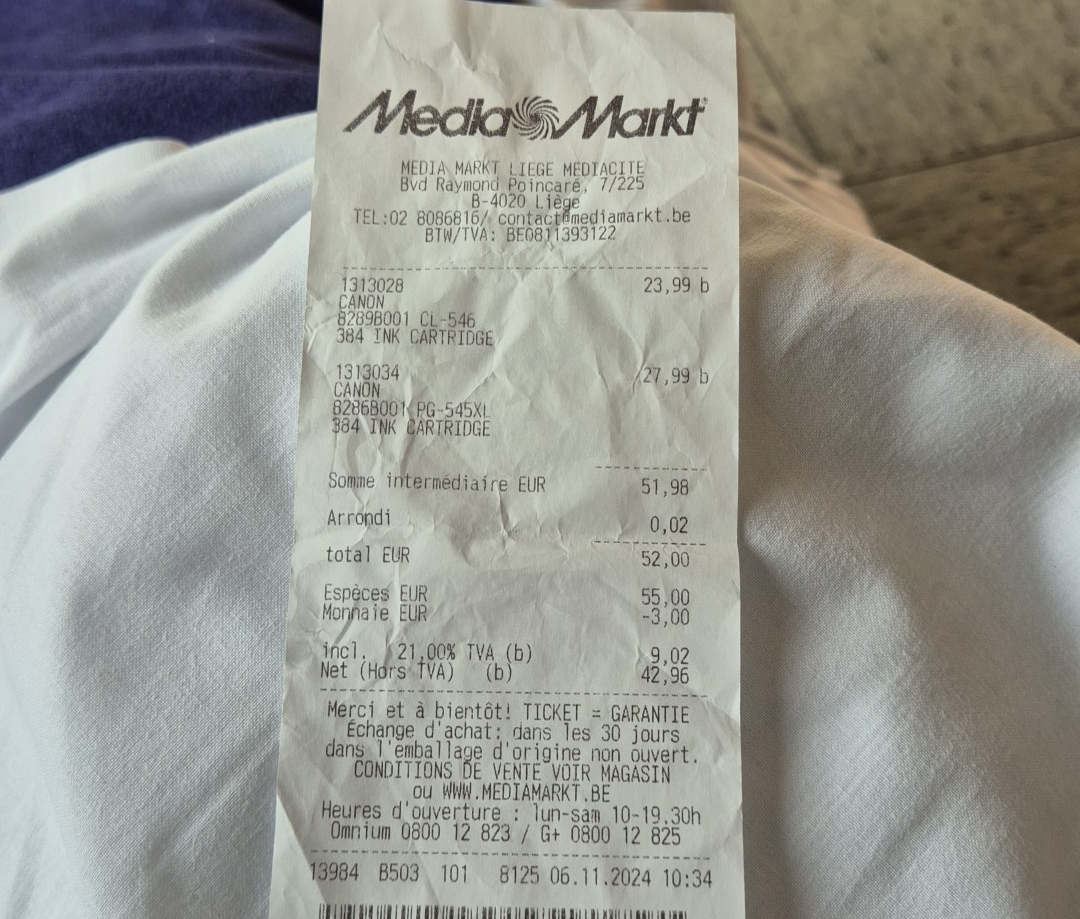 Media Markt
MEDIA MARKT LIEGE MEDIACITE
Bvd Raymond Poincaré, 7/225
B-4020 Liège
TEL:02 8086816/ contact@mediamarkt.be
BTW/TVA: BE0811393122
1313028 23,99 b
CANON
8289B001 CL-546
384 INK CARTRIDGE
1313034 27,99 b
CANON
8286B001 PG-545XL
384 INK CARTRIDGE
Somme intermédiaire EUR 51,98
Arrondi 0,02
total EUR 52,00
Espèces EUR 55,00
Monnaie EUR -3,00
incl. 21,00% TVA (b) 9,02
Net (Hors TVA) (b) 42,96
Merci et à bientôt! TICKET = GARANTIE
Échange d'achat: dans les 30 jours
dans l'emballage d'origine non ouvert.
CONDITIONS DE VENTE VOIR MAGASIN
ou WWW.MEDIAMARKT.BE
Heures d'ouverture : lun-sam 10-19.30h
Omnium 0800 12 823 / G+ 0800 12 825
13984 B503 101 8125 06.11.2024 10:34